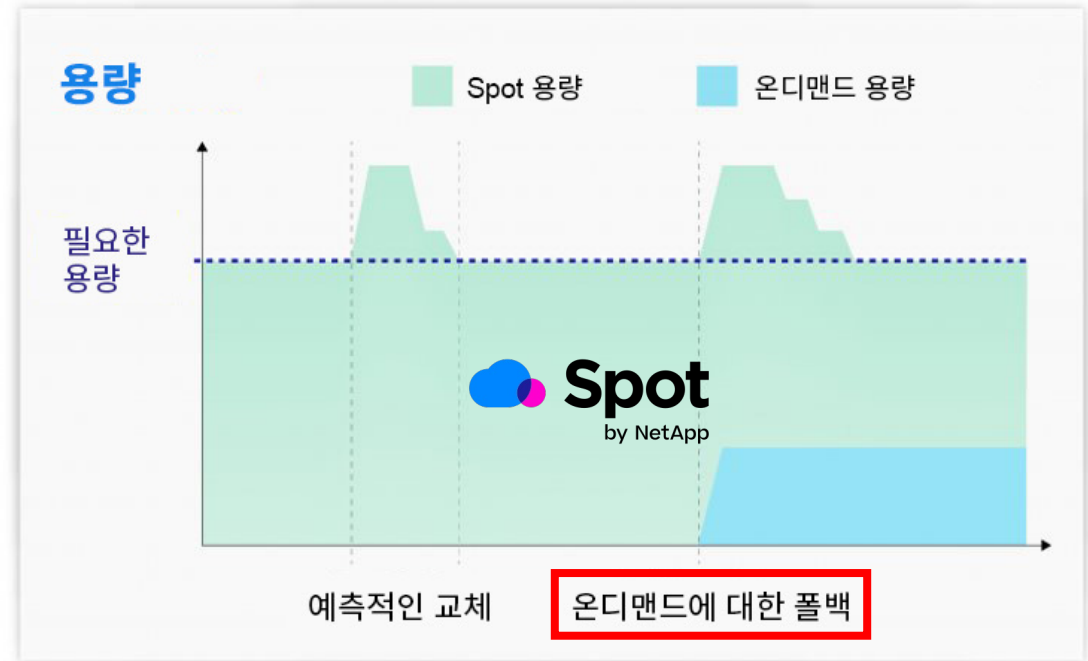 용량
Spot 용량
온디맨드 용량
필요한
용량
Spot
by NetApp
예측적인 교체
온디맨드에 대한 폴백